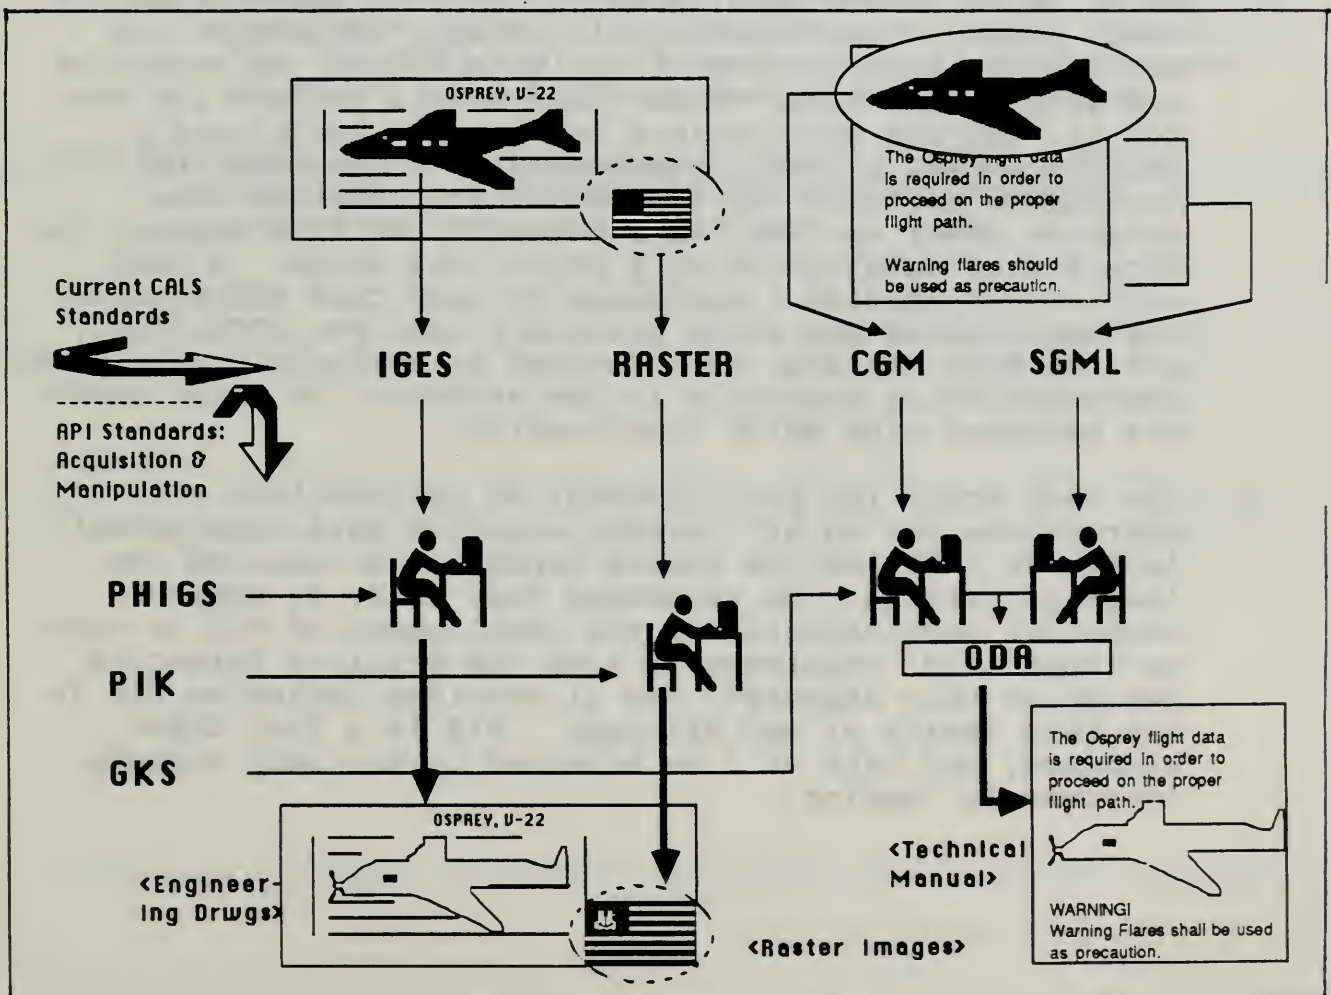 OSPREY, V-22
The Osprey flight data
is required in order to
proceed on the proper
flight path.
Warning flares should
be used as precaution.
Current CALS
Standards
IGES
RASTER
CGM
SGML
API Standards:
Acquisition &
Manipulation
PHIGS
PIK
GKS
ODA
OSPREY, V-22
<Engineer-
ing Drwgs>
<Raster Images>
<Technical
Manual>
The Osprey flight data
is required in order to
proceed on the proper
flight path.
WARNING!
Warning Flares shall be used
as precaution.